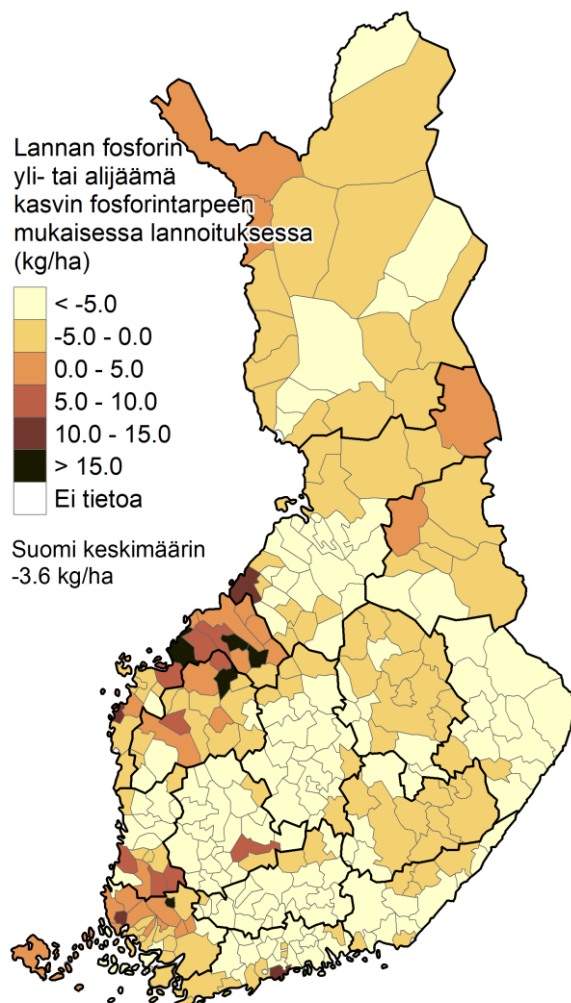 Lannan fosforin
yli- tai alijäämä
kasvin fosforintarpeen
mukaisessa lannoituksessa
(kg/ha)
< -5.0
-5.0 - 0.0
0.0 - 5.0
5.0 - 10.0
10.0 - 15.0
> 15.0
Ei tietoa
Suomi keskimäärin
-3.6 kg/ha